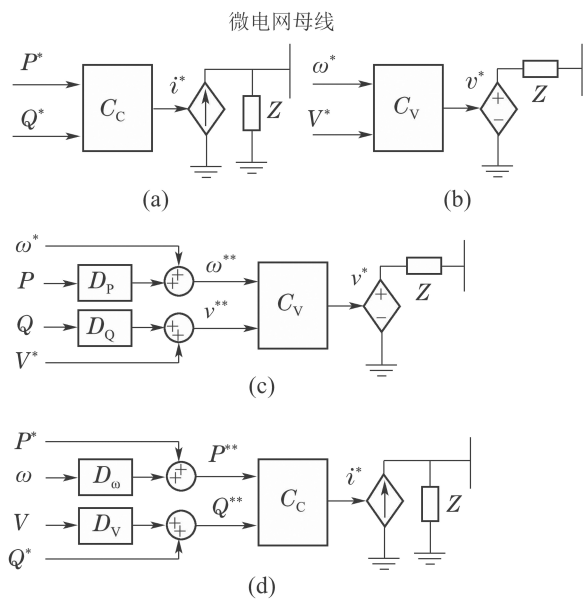 微电网母线
P*
Q*
C_C
i*
Z
(a)
ω*
V*
C_V
v*
+
−
Z
(b)
ω*
P
D_P
Q
D_Q
V*
+
+
+
+
ω**
v**
C_V
v*
+
−
Z
(c)
P*
ω
D_ω
V
D_V
Q*
+
+
+
+
P**
Q**
C_C
i*
Z
(d)